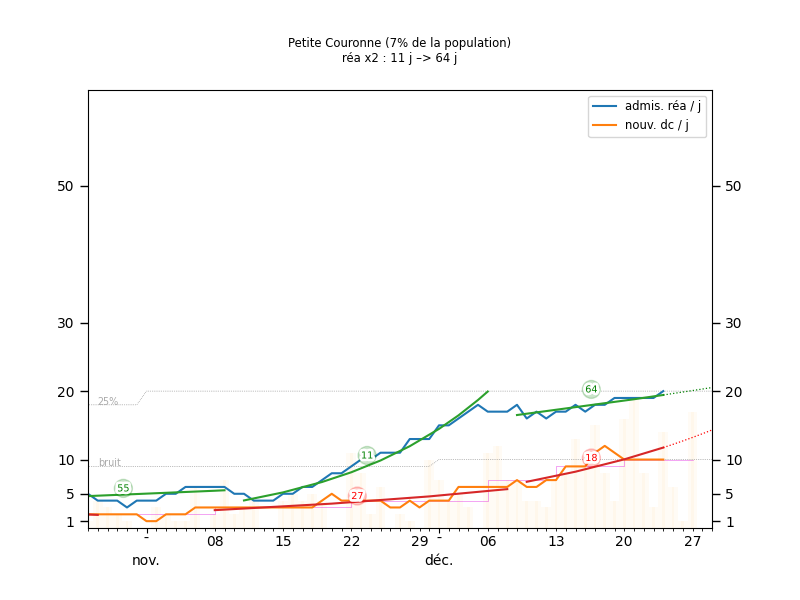 Petite Couronne (7% de la population)
réa x2 : 11 j –> 64 j
admis. réa / j
nouv. dc / j
50
50
30
30
20
20
25%
64
11
18
bruit
10
10
55
27
5
5
1
1
- 08 15 22 29 - 06 13 20 27
nov. déc.